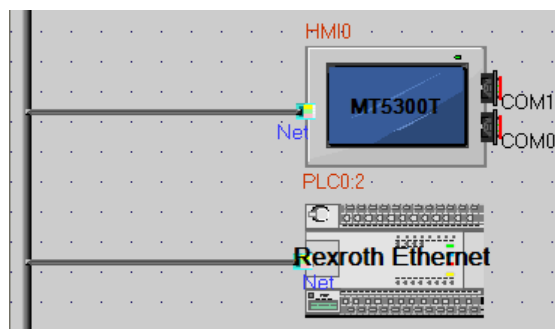 HMI0
MT5300T
COM1
Net
COM0
PLC0:2
Rexroth Ethernet
Net